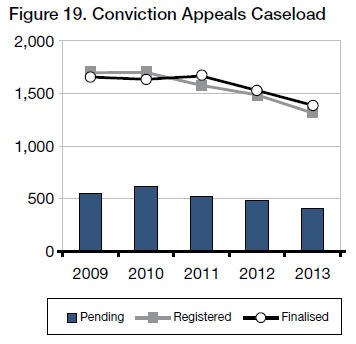 Figure 19. Conviction Appeals Caseload
2,000
1,500
1,000
500
0
2009 2010 2011 2012 2013
Pending Registered Finalised